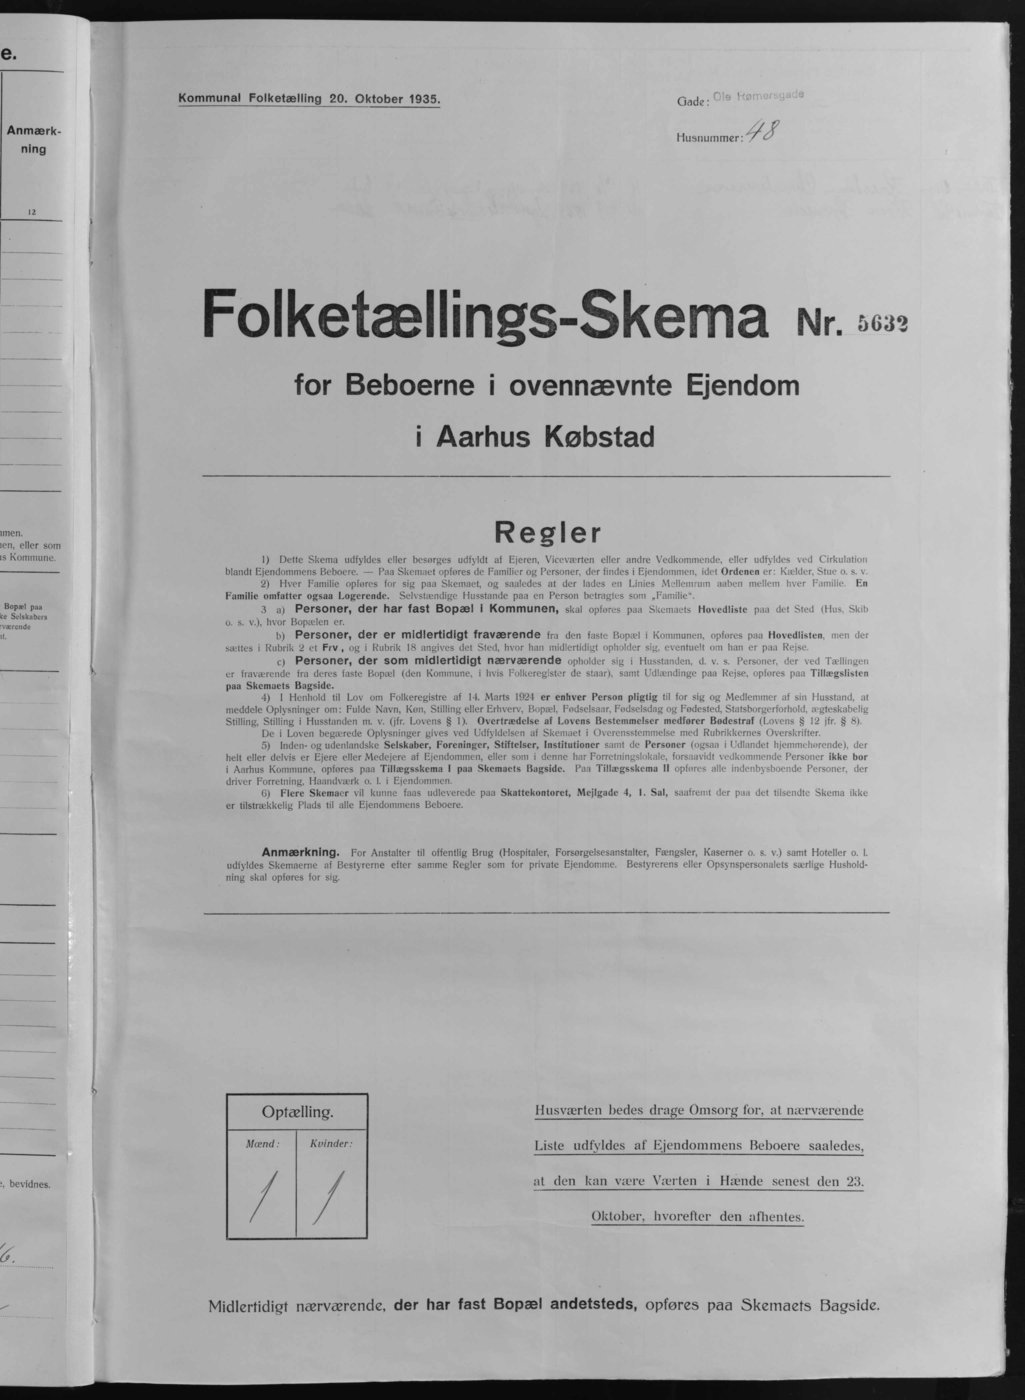 e.
Anmærk-
ning
12
men.
en, eller som
s Kommune.
Bopæl paa
ke Selskabers
rværende
, bevidnes.
6.
Kommunal Folketælling 20. Oktober 1935.
Gade: Ole Rømersgade
Husnummer: 48
Folketællings-Skema Nr. 5632
for Beboerne i ovennævnte Ejendom
i Aarhus Købstad
Regler
1) Dette Skema udfyldes eller besørges udfyldt af Ejeren, Viceværten eller andre Vedkommende, eller udfyldes ved Cirkulation
blandt Ejendommens Beboere. — Paa Skemaet opføres de Familier og Personer, der findes i Ejendommen, idet Ordenen er: Kælder, Stue o. s. v.
2) Hver Familie opføres for sig paa Skemaet, og saaledes at der lades en Linies Mellemrum aaben mellem hver Familie. En
Familie omfatter ogsaa Logerende. Selvstændige Husstande paa en Person betragtes som „Familie“.
3 a) Personer, der har fast Bopæl i Kommunen, skal opføres paa Skemaets Hovedliste paa det Sted (Hus, Skib
o. s. v.), hvor Bopælen er.
b) Personer, der er midlertidigt fraværende fra den faste Bopæl i Kommunen, opføres paa Hovedlisten, men der
sættes i Rubrik 2 et Frv., og i Rubrik 18 angives det Sted, hvor han midlertidigt opholder sig, eventuelt om han er paa Rejse.
c) Personer, der som midlertidigt nærværende opholder sig i Husstanden, d. v. s. Personer, der ved Tællingen
er fraværende fra deres faste Bopæl (den Kommune, i hvis Folkeregister de staar), samt Udlændinge paa Rejse, opføres paa Tillægslisten
paa Skemaets Bagside.
4) I Henhold til Lov om Folkeregistre af 14. Marts 1924 er enhver Person pligtig til for sig og Medlemmer af sin Husstand, at
meddele Oplysninger om: Fulde Navn, Køn, Stilling eller Erhverv, Bopæl, Fødselsaar, Fødselsdag og Fødested, Statsborgerforhold, ægteskabelig
Stilling, Stilling i Husstanden m. v. (jfr. Lovens § 1). Overtrædelse af Lovens Bestemmelser medfører Bødestraf (Lovens § 12 jfr. § 8).
De i Loven begærede Oplysninger gives ved Udfyldelsen af Skemaet i Overensstemmelse med Rubrikkernes Overskrifter.
5) Inden- og udenlandske Selskaber, Foreninger, Stiftelser, Institutioner samt de Personer (ogsaa i Udlandet hjemmehørende), der
helt eller delvis er Ejere eller Medejere af Ejendommen, eller som i denne har Forretningslokale, forsaavidt vedkommende Personer ikke bor
i Aarhus Kommune, opføres paa Tillægsskema I paa Skemaets Bagside. Paa Tillægsskema II opføres alle indenbysboende Personer, der
driver Forretning, Haandværk o. l. i Ejendommen.
6) Flere Skemaer vil kunne faas udleverede paa Skattekontoret, Mejlgade 4, 1. Sal, saafremt der paa det tilsendte Skema ikke
er tilstrækkelig Plads til alle Ejendommens Beboere.
Anmærkning. For Anstalter til offentlig Brug (Hospitaler, Forsørgelsesanstalter, Fængsler, Kaserner o. s. v.) samt Hoteller o. l.
udfyldes Skemaerne af Bestyrerne efter samme Regler som for private Ejendomme. Bestyrerens eller Opsynspersonalets særlige Hushold-
ning skal opføres for sig.
Optælling.
Mænd: Kvinder:
1 1
Husværten bedes drage Omsorg for, at nærværende
Liste udfyldes af Ejendommens Beboere saaledes,
at den kan være Værten i Hænde senest den 23.
Oktober, hvorefter den afhentes.
Midlertidigt nærværende, der har fast Bopæl andetsteds, opføres paa Skemaets Bagside.